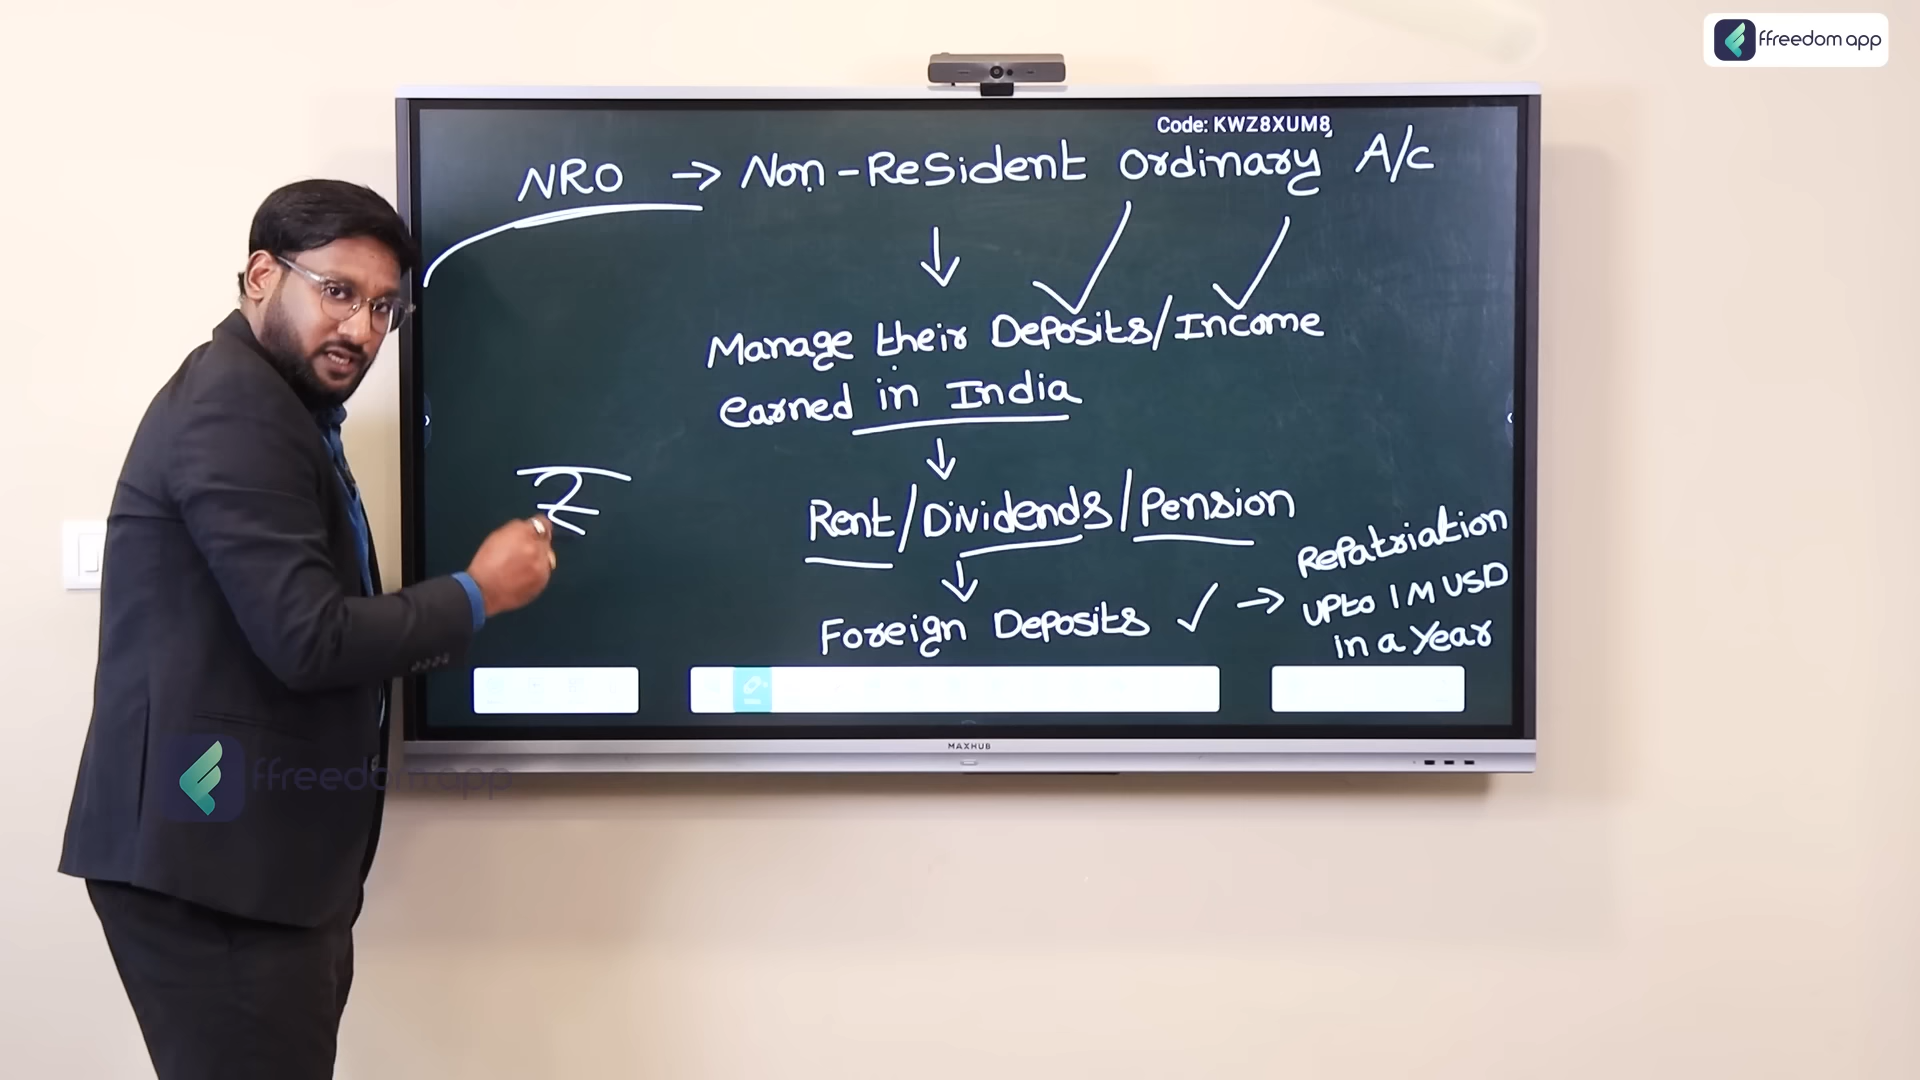 ffreedom app
Code: KWZ8XUM8
NRO → Non-ReSident Ordinary A/c
↓
Manage their Deposits/Income
earned in India
↓
Rent/Dividends/Pension
↓
Foreign Deposits ✓ → Repatriation
upto 1 M USD
in a Year
MAXHUB
ffreedom app